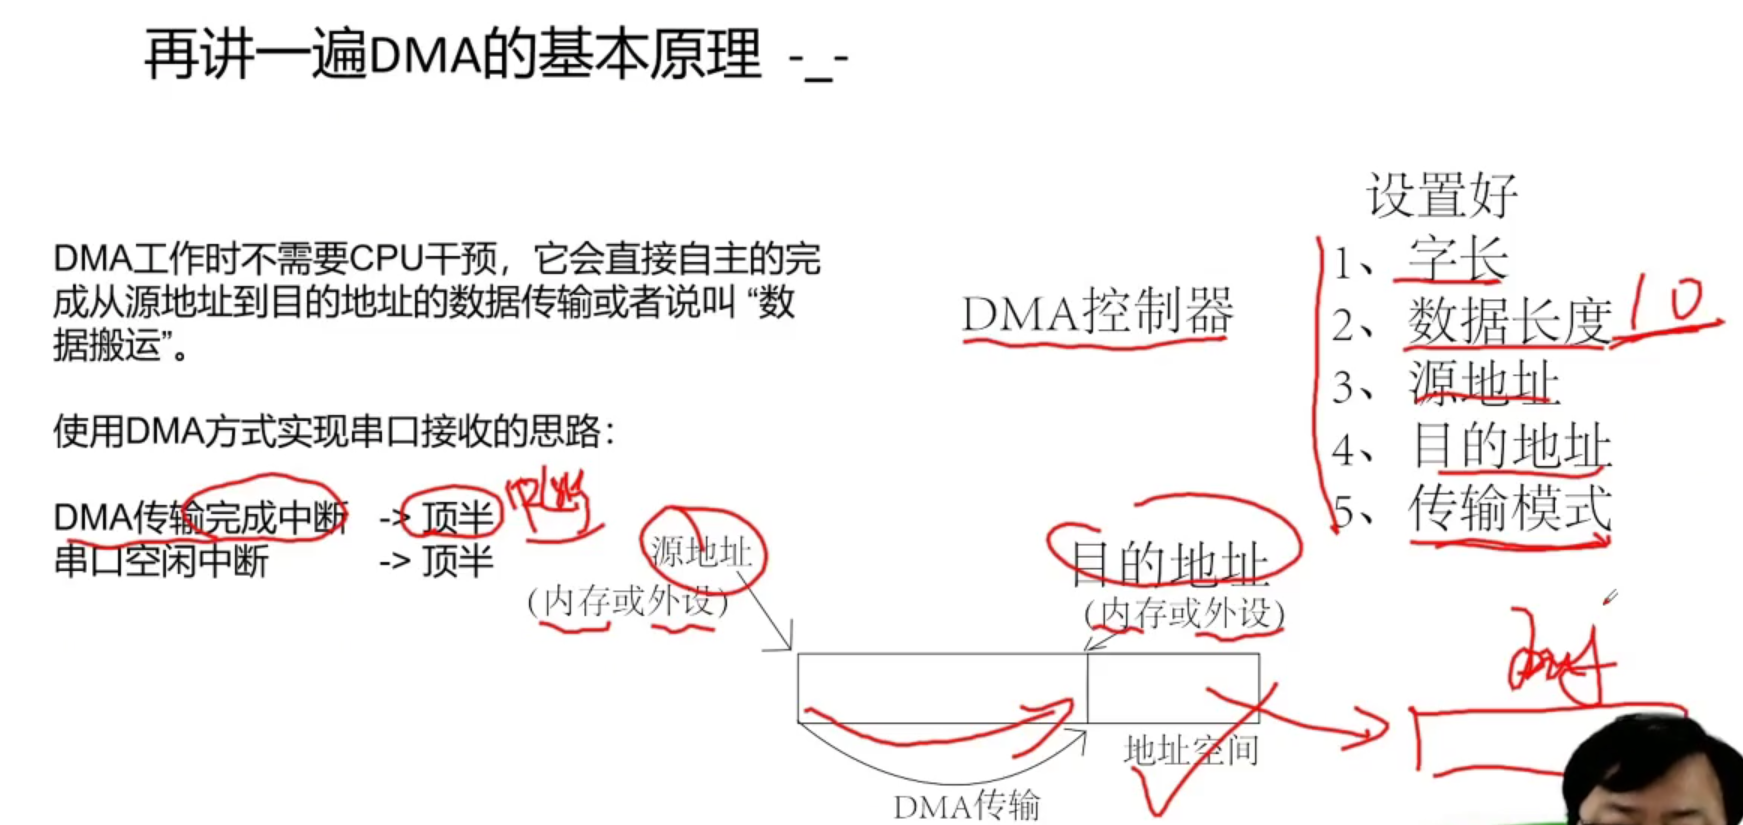 再讲一遍DMA的基本原理 -_-
DMA工作时不需要CPU干预，它会直接自主的完
成从源地址到目的地址的数据传输或者说叫 “数
据搬运”。
使用DMA方式实现串口接收的思路：
DMA传输完成中断 -> 顶半
串口空闲中断 -> 顶半
设置好
DMA控制器
1、字长
2、数据长度 10
3、源地址
4、目的地址
5、传输模式
源地址
(内存或外设)
目的地址
(内存或外设)
地址空间
DMA传输